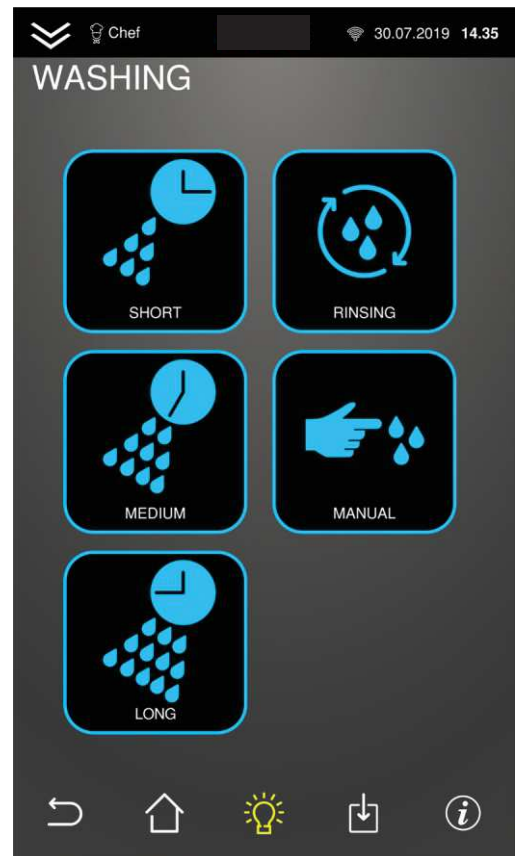 Chef 30.07.2019 14.35
WASHING
SHORT RINSING
MEDIUM MANUAL
LONG
i